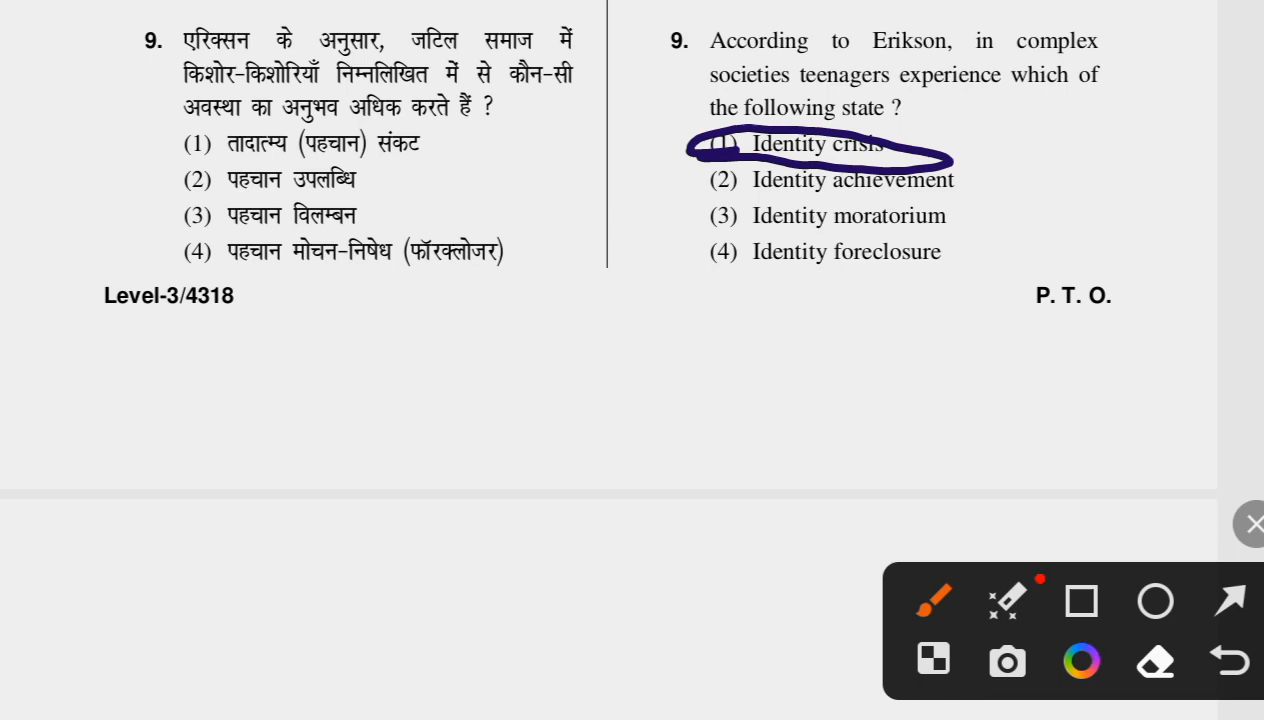 9. एरिक्सन के अनुसार, जटिल समाज में
किशोर-किशोरियाँ निम्नलिखित में से कौन-सी
अवस्था का अनुभव अधिक करते हैं ?
(1) तादात्म्य (पहचान) संकट
(2) पहचान उपलब्धि
(3) पहचान विलम्बन
(4) पहचान मोचन-निषेध (फॉरक्लोजर)
Level-3/4318
9. According to Erikson, in complex
societies teenagers experience which of
the following state ?
(1) Identity crisis
(2) Identity achievement
(3) Identity moratorium
(4) Identity foreclosure
P. T. O.